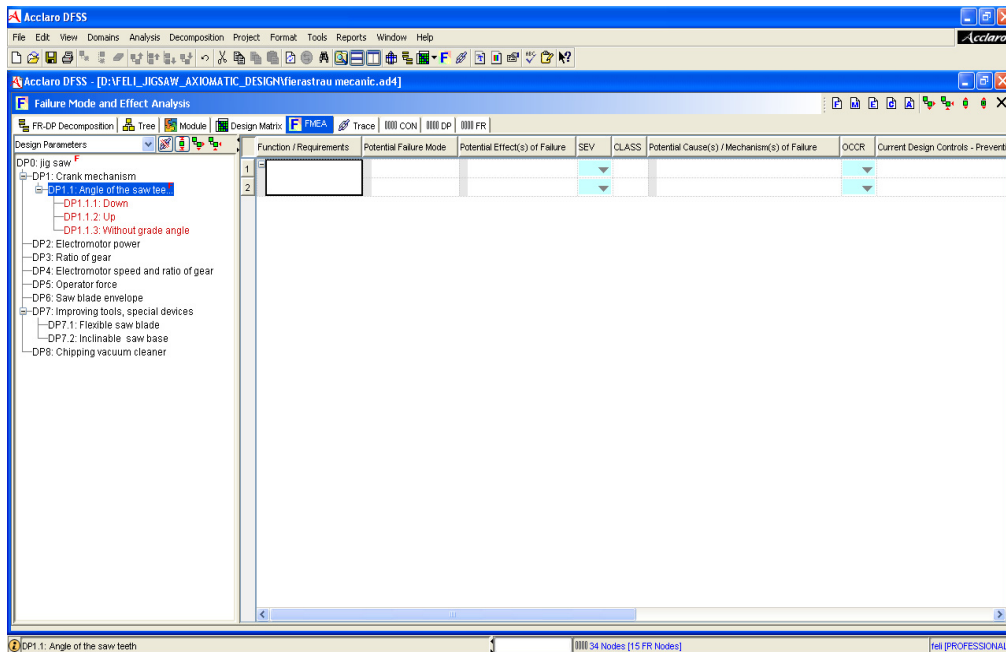 Acclaro DFSS
File Edit View Domains Analysis Decomposition Project Format Tools Reports Window Help
Acclaro
Acclaro DFSS - [D:\FELI_JIGSAW_AXIOMATIC_DESIGN\fierastrau mecanic.ad4]
F Failure Mode and Effect Analysis
FR-DP Decomposition Tree Module Design Matrix F FMEA Trace CON DP FR
Design Parameters
Function / Requirements Potential Failure Mode Potential Effect(s) of Failure SEV CLASS Potential Cause(s) / Mechanism(s) of Failure OCCR Current Design Controls - Preventi
1
2
DP0: jig saw F
DP1: Crank mechanism
DP1.1: Angle of the saw tee...
DP1.1.1: Down
DP1.1.2: Up
DP1.1.3: Without grade angle
DP2: Electromotor power
DP3: Ratio of gear
DP4: Electromotor speed and ratio of gear
DP5: Operator force
DP6: Saw blade envelope
DP7: Improving tools, special devices
DP7.1: Flexible saw blade
DP7.2: Inclinable saw base
DP8: Chipping vacuum cleaner
DP1.1: Angle of the saw teeth
34 Nodes [15 FR Nodes]
feli [PROFESSIONAL